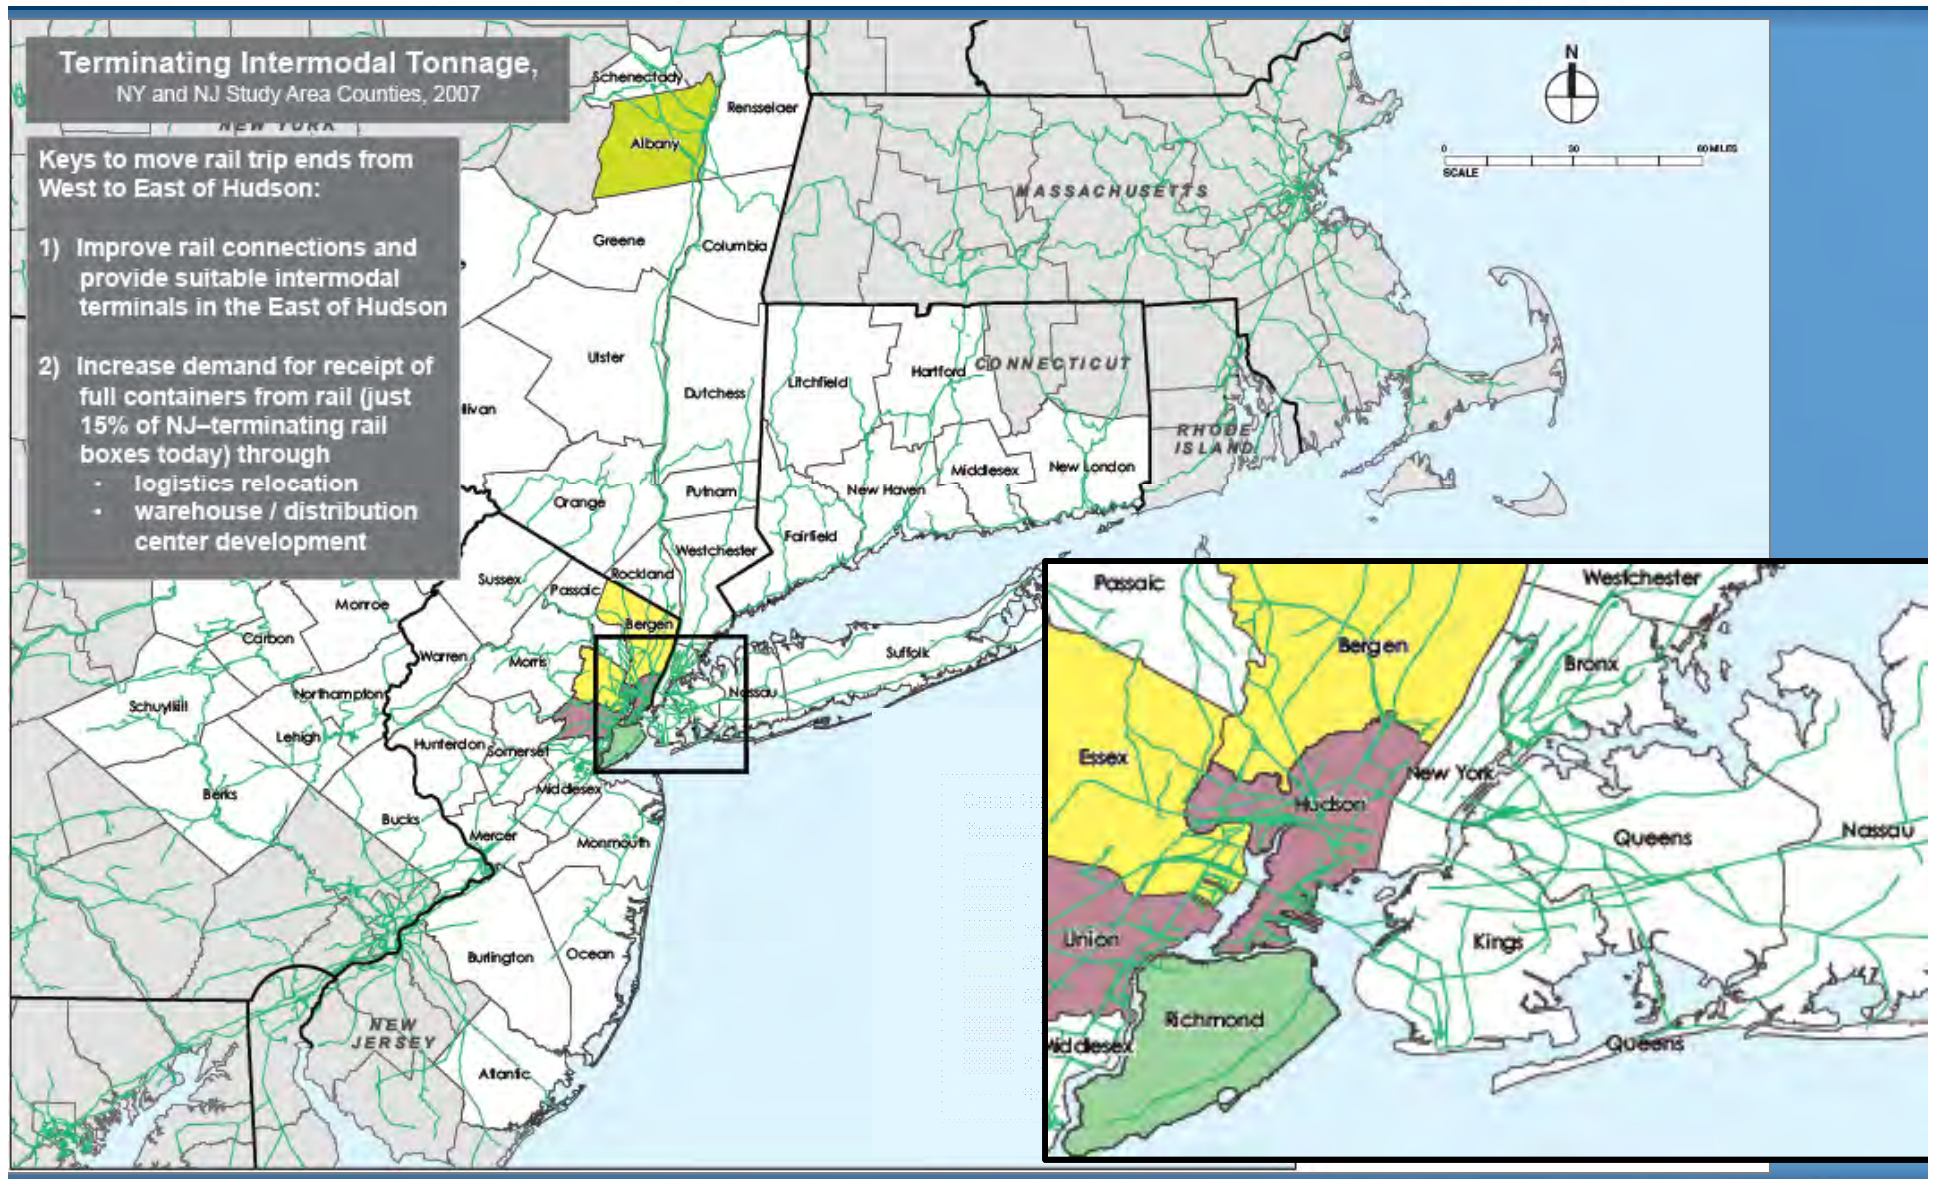 Terminating Intermodal Tonnage,
NY and NJ Study Area Counties, 2007
NEW YORK
Keys to move rail trip ends from
West to East of Hudson:
1) Improve rail connections and
provide suitable intermodal
terminals in the East of Hudson
2) Increase demand for receipt of
full containers from rail (just
15% of NJ–terminating rail
boxes today) through
- logistics relocation
- warehouse / distribution
center development
N
0 30 60 MILES
SCALE
Schenectady
Rensselaer
Albany
MASSACHUSETTS
Greene
Columbia
Ulster
Dutchess
Litchfield
Hartford
CONNECTICUT
llivan
RHODE
ISLAND
Middlesex
New London
New Haven
Putnam
Orange
Fairfield
Westchester
Rockland
Sussex
Passaic
Monroe
Bergen
Carbon
Warren
Morris
Suffolk
Nassau
Northampton
Schuylkill
Lehigh
Hunterdon
Somerset
Middlesex
Berks
Bucks
Mercer
Monmouth
Burlington
Ocean
NEW
JERSEY
Atlantic
Passaic
Westchester
Bergen
Bronx
Essex
New York
Hudson
Queens
Nassau
Union
Kings
Richmond
Middlesex
Queens